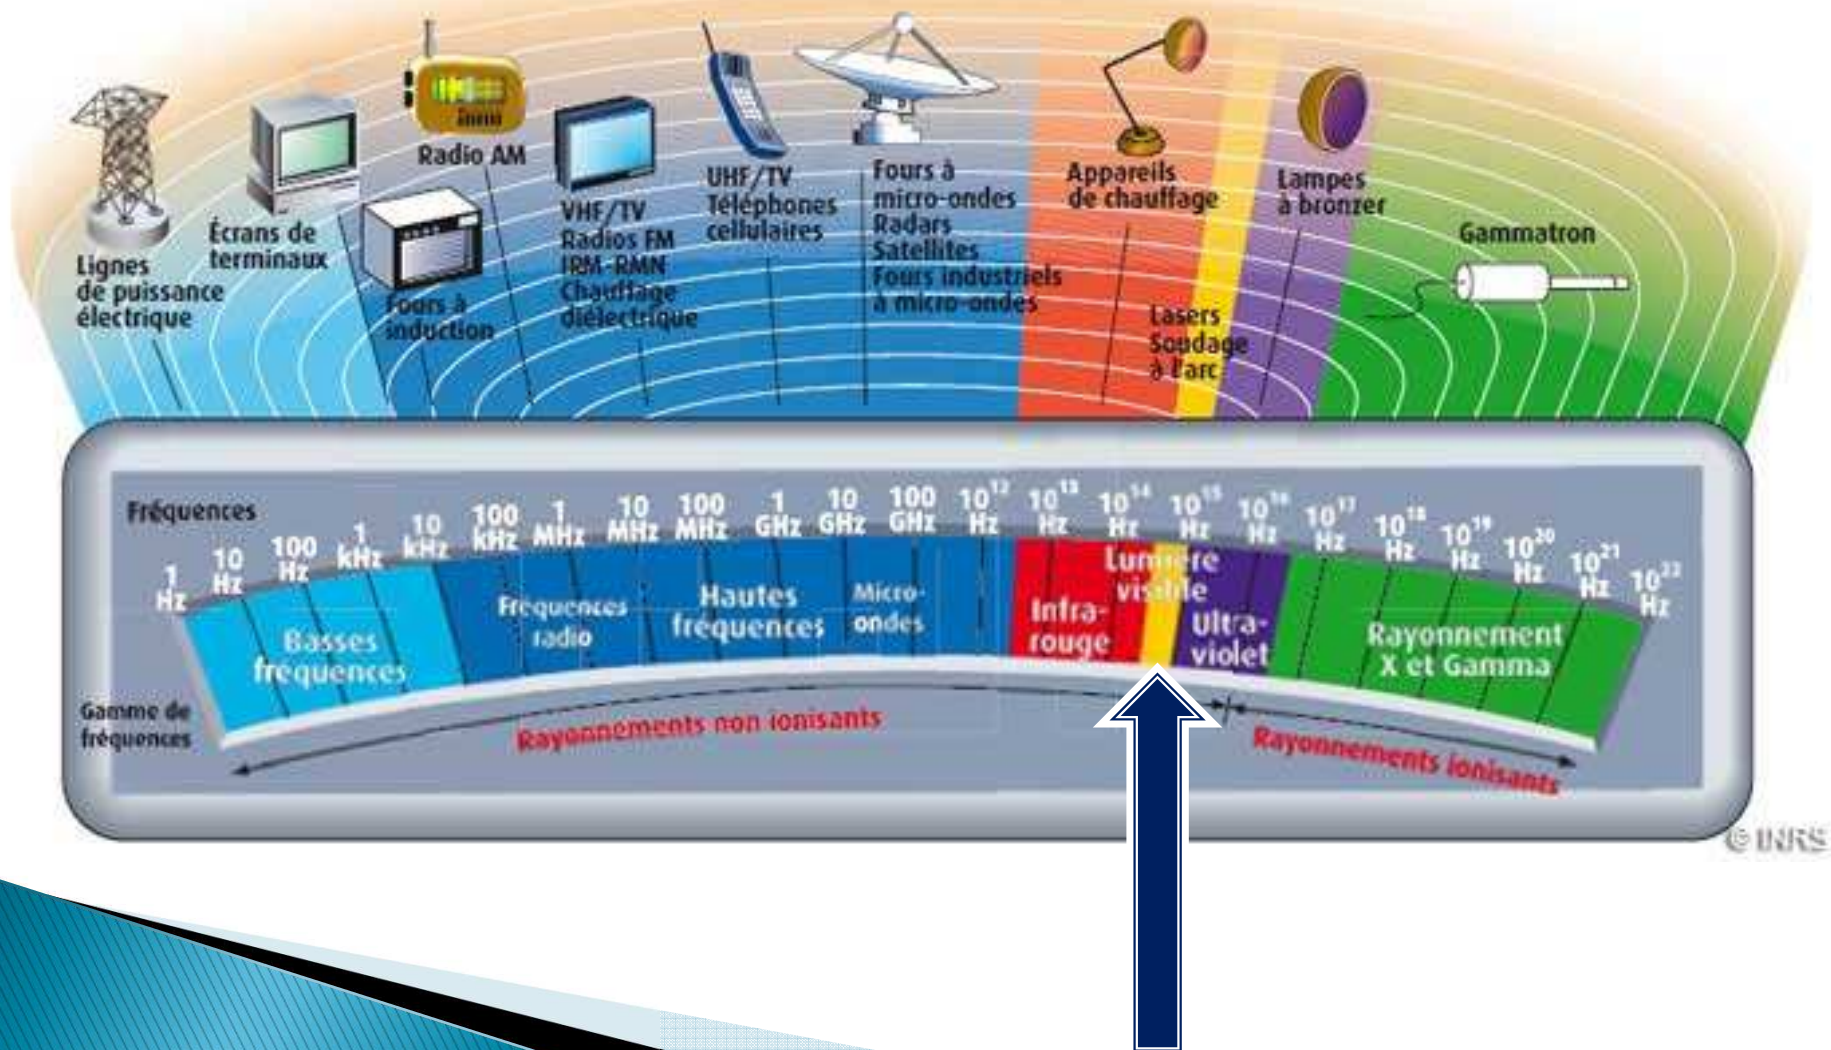 Radio AM
Lignes
de puissance
électrique
Écrans de
terminaux
Fours à
induction
VHF/TV
Radios FM
IRM-RMN
Chauffage
diélectrique
UHF/TV
Téléphones
cellulaires
Fours à
micro-ondes
Radars
Satellites
Fours industriels
à micro-ondes
Appareils
de chauffage
Lasers
Soudage
à l'arc
Lampes
à bronzer
Gammatron
Fréquences
1 Hz
10 Hz
100 Hz
1 kHz
10 kHz
100 kHz
1 MHz
10 MHz
100 MHz
1 GHz
10 GHz
100 GHz
10¹² Hz
10¹³ Hz
10¹⁴ Hz
10¹⁵ Hz
10¹⁶ Hz
10¹⁷ Hz
10¹⁸ Hz
10¹⁹ Hz
10²⁰ Hz
10²¹ Hz
10²² Hz
Basses
fréquences
Fréquences
radio
Hautes
fréquences
Micro-
ondes
Infra-
rouge
Lumière
visible
Ultra-
violet
Rayonnement
X et Gamma
Gamme de
fréquences
Rayonnements non ionisants
Rayonnements ionisants
© INRS